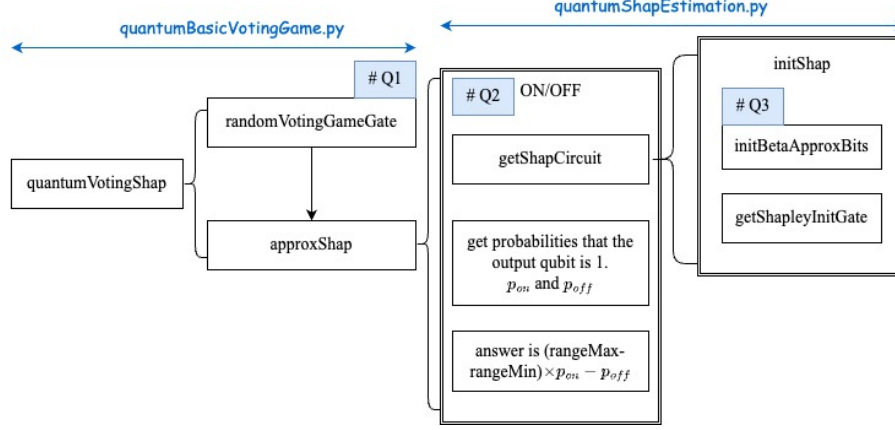 quantumBasicVotingGame.py
quantumShapEstimation.py
# Q1
randomVotingGameGate
quantumVotingShap
approxShap
# Q2
ON/OFF
getShapCircuit
get probabilities that the
output qubit is 1.
p_on and p_off
answer is (rangeMax-
rangeMin)×p_on − p_off
initShap
# Q3
initBetaApproxBits
getShapleyInitGate